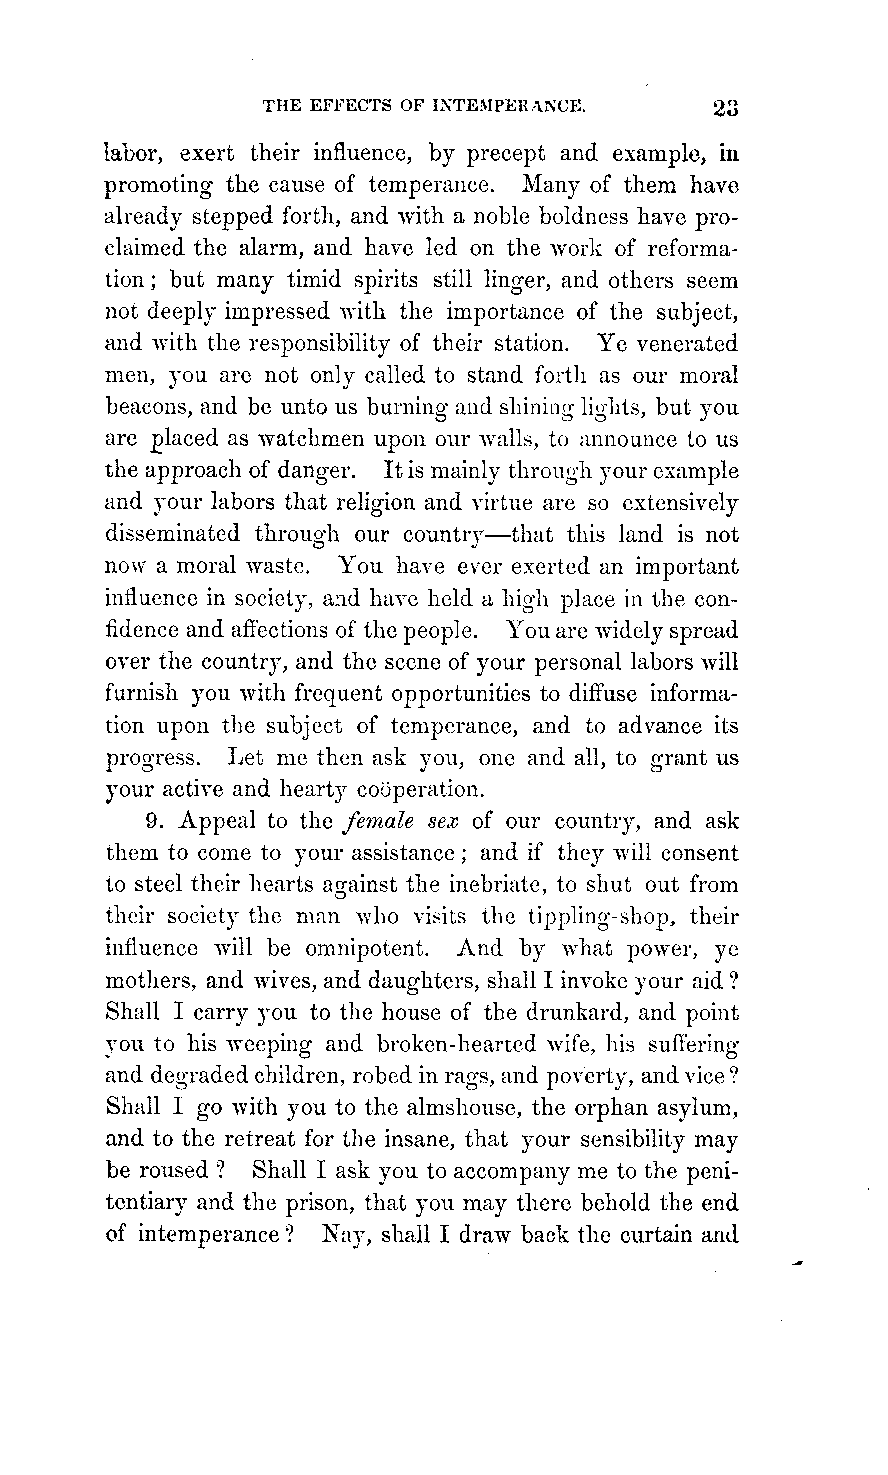 THE EFFECTS OF INTEMPERANCE. 23
labor, exert their influence, by precept and example, in
promoting the cause of temperance. Many of them have
already stepped forth, and with a noble boldness have pro-
claimed the alarm, and have led on the work of reforma-
tion ; but many timid spirits still linger, and others seem
not deeply impressed with the importance of the subject,
and with the responsibility of their station. Ye venerated
men, you are not only called to stand forth as our moral
beacons, and be unto us burning and shining lights, but you
are placed as watchmen upon our walls, to announce to us
the approach of danger. It is mainly through your example
and your labors that religion and virtue are so extensively
disseminated through our country—that this land is not
now a moral waste. You have ever exerted an important
influence in society, and have held a high place in the con-
fidence and affections of the people. You are widely spread
over the country, and the scene of your personal labors will
furnish you with frequent opportunities to diffuse informa-
tion upon the subject of temperance, and to advance its
progress. Let me then ask you, one and all, to grant us
your active and hearty coöperation.
9. Appeal to the female sex of our country, and ask
them to come to your assistance ; and if they will consent
to steel their hearts against the inebriate, to shut out from
their society the man who visits the tippling-shop, their
influence will be omnipotent. And by what power, ye
mothers, and wives, and daughters, shall I invoke your aid ?
Shall I carry you to the house of the drunkard, and point
you to his weeping and broken-hearted wife, his suffering
and degraded children, robed in rags, and poverty, and vice ?
Shall I go with you to the almshouse, the orphan asylum,
and to the retreat for the insane, that your sensibility may
be roused ? Shall I ask you to accompany me to the peni-
tentiary and the prison, that you may there behold the end
of intemperance ? Nay, shall I draw back the curtain and